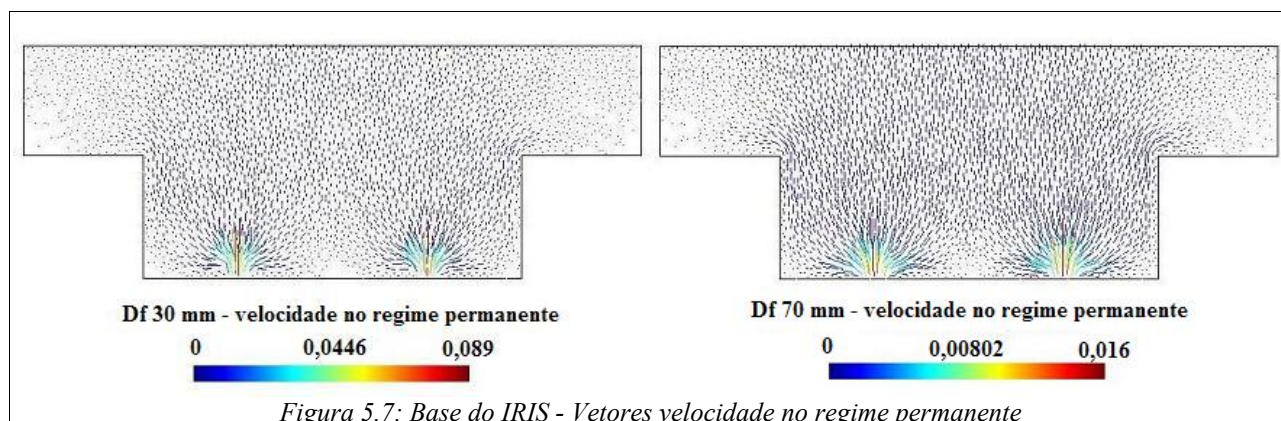 Df 30 mm - velocidade no regime permanente
0 0,0446 0,089
Df 70 mm - velocidade no regime permanente
0 0,00802 0,016
Figura 5.7: Base do IRIS - Vetores velocidade no regime permanente